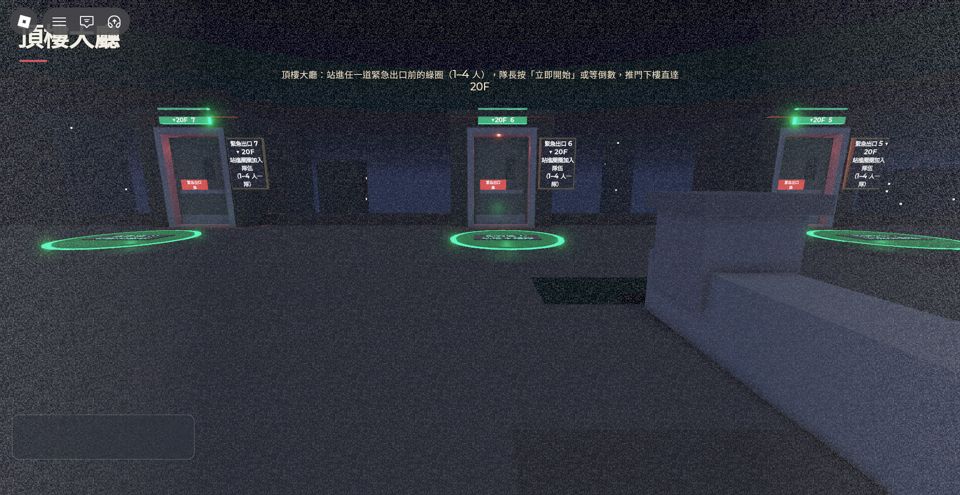 頂樓大廳
頂樓大廳：站進任一道緊急出口前的綠圈（1–4 人），隊長按「立即開始」或等倒數，推門下樓直達
20F
▼20F 7
緊急出口 7
▼ 20F
站進圈圈加入
隊伍
（1–4 人一
隊）
▼20F 6
緊急出口 6
▼ 20F
站進圈圈加入
隊伍
（1–4 人一
隊）
▼20F 5
緊急出口 5 ▼
20F
站進圈圈加入
隊伍
（1–4 人一
隊）